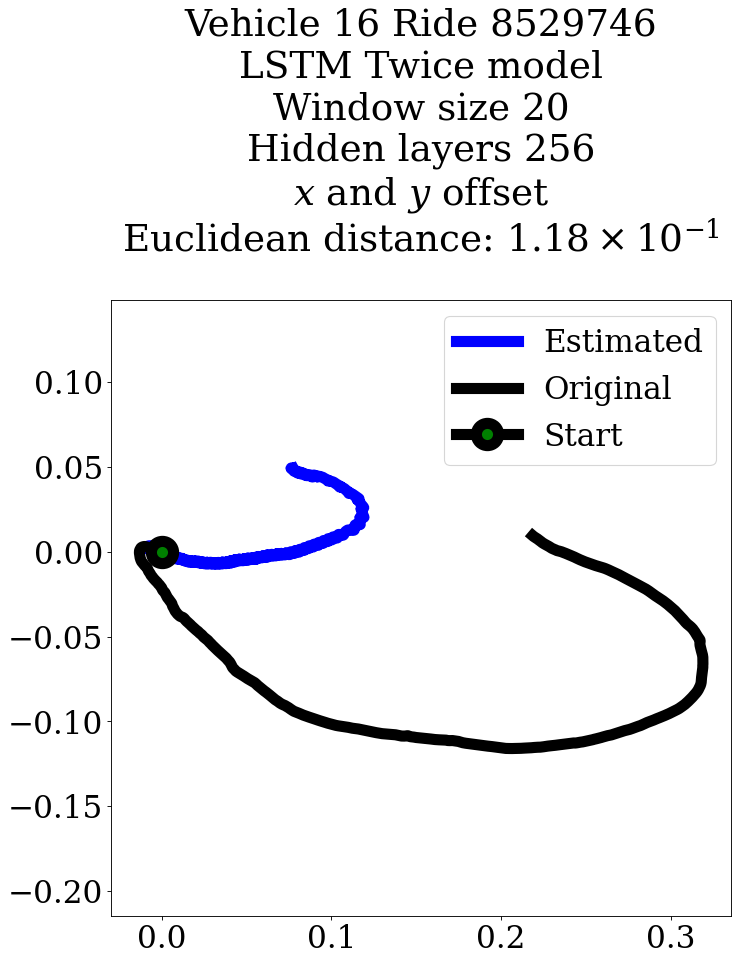 Vehicle 16 Ride 8529746
LSTM Twice model
Window size 20
Hidden layers 256
x and y offset
Euclidean distance: 1.18 × 10⁻¹
Estimated
Original
Start
0.10
0.05
0.00
−0.05
−0.10
−0.15
−0.20
0.0 0.1 0.2 0.3